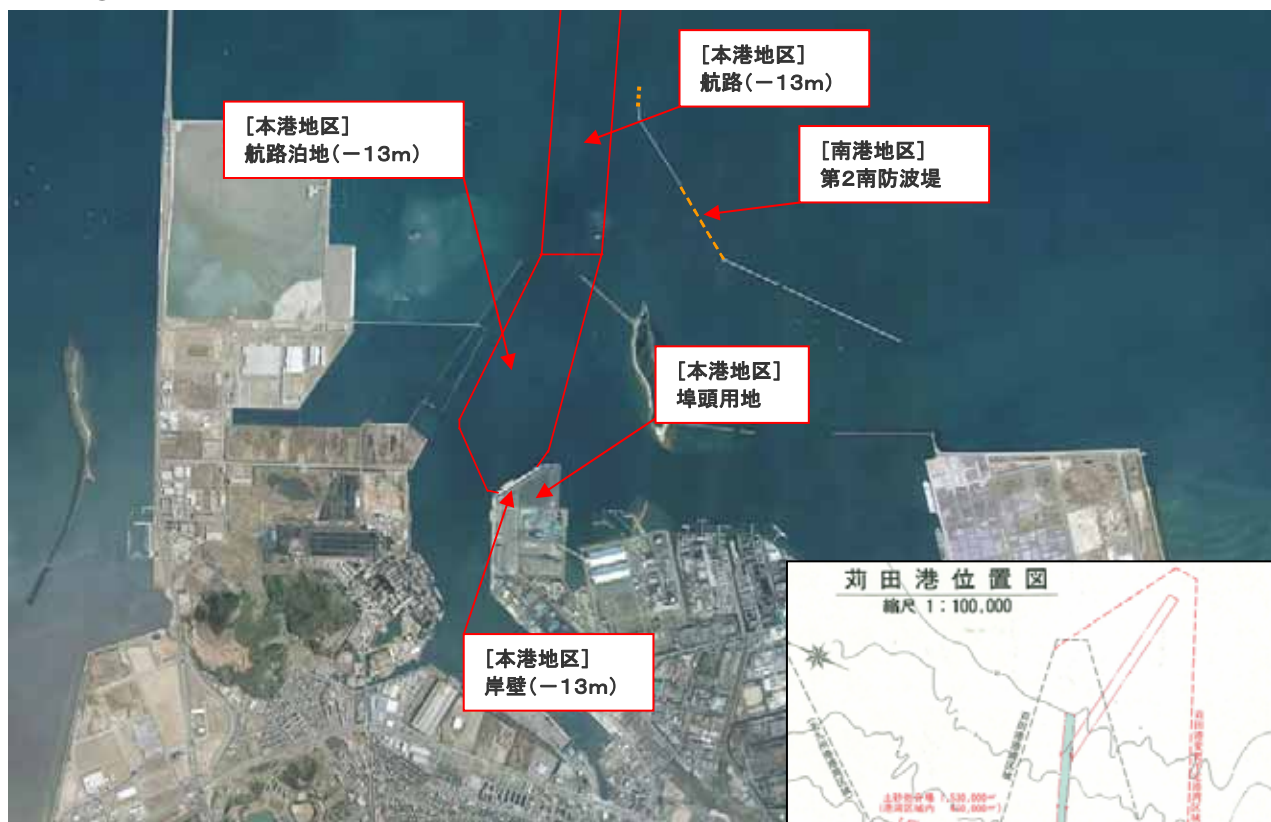 [本港地区]
航路(－13m)
[本港地区]
航路泊地(－13m)
[南港地区]
第2南防波堤
[本港地区]
埠頭用地
[本港地区]
岸壁(－13m)
苅田港位置図
縮尺 1:100,000